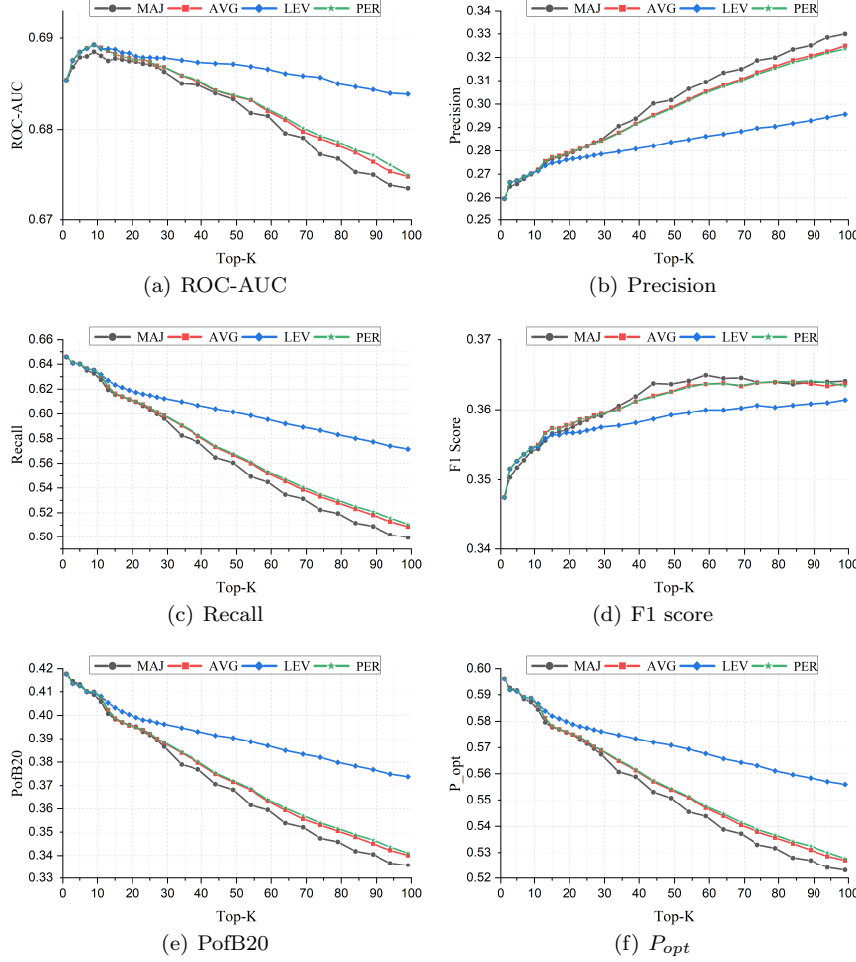 MAJ AVG LEV PER
0.69
0.68
0.67
ROC-AUC
0 10 20 30 40 50 60 70 80 90 100
Top-K
(a) ROC-AUC
MAJ AVG LEV PER
0.34
0.33
0.32
0.31
0.30
0.29
0.28
0.27
0.26
0.25
Precision
0 10 20 30 40 50 60 70 80 90 100
Top-K
(b) Precision
MAJ AVG LEV PER
0.66
0.64
0.62
0.60
0.58
0.56
0.54
0.52
0.50
Recall
0 10 20 30 40 50 60 70 80 90 100
Top-K
(c) Recall
MAJ AVG LEV PER
0.37
0.36
0.35
0.34
F1 Score
0 10 20 30 40 50 60 70 80 90 100
Top-K
(d) F1 score
MAJ AVG LEV PER
0.42
0.41
0.40
0.39
0.38
0.37
0.36
0.35
0.34
0.33
PofB20
0 10 20 30 40 50 60 70 80 90 100
Top-K
(e) PofB20
MAJ AVG LEV PER
0.60
0.59
0.58
0.57
0.56
0.55
0.54
0.53
0.52
P_opt
0 10 20 30 40 50 60 70 80 90 100
Top-K
(f) Popt